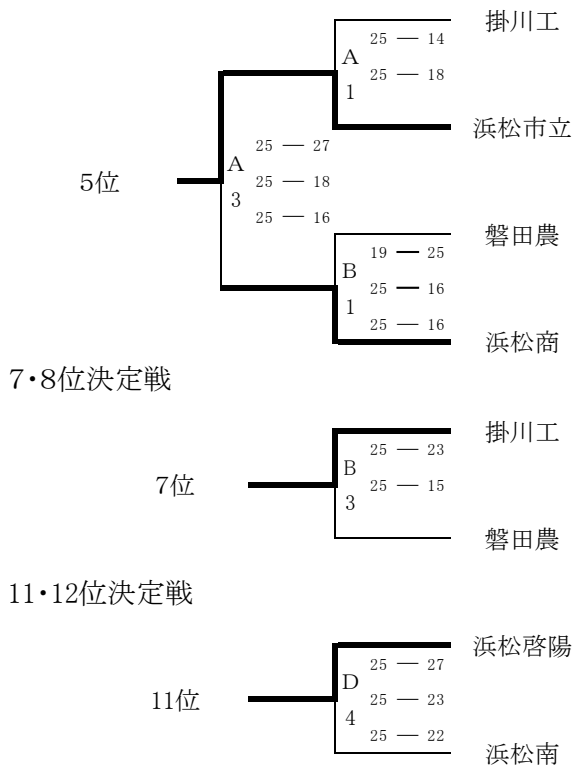 掛川工
25 ― 14
A
25 ― 18
1
浜松市立
25 ― 27
A
5位
25 ― 18
3
25 ― 16
磐田農
19 ― 25
B
25 ― 16
1
25 ― 16
浜松商
7・8位決定戦
掛川工
25 ― 23
B
7位
25 ― 15
3
磐田農
11・12位決定戦
浜松啓陽
25 ― 27
D
11位
25 ― 23
4
25 ― 22
浜松南